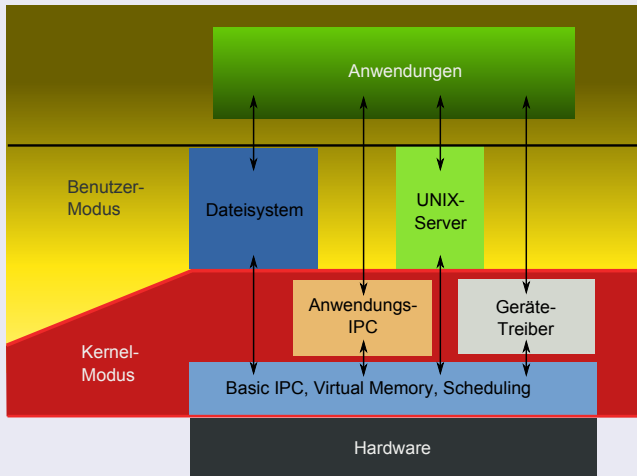 Anwendungen
Benutzer-
Modus
Dateisystem
UNIX-
Server
Anwendungs-
IPC
Geräte-
Treiber
Kernel-
Modus
Basic IPC, Virtual Memory, Scheduling
Hardware